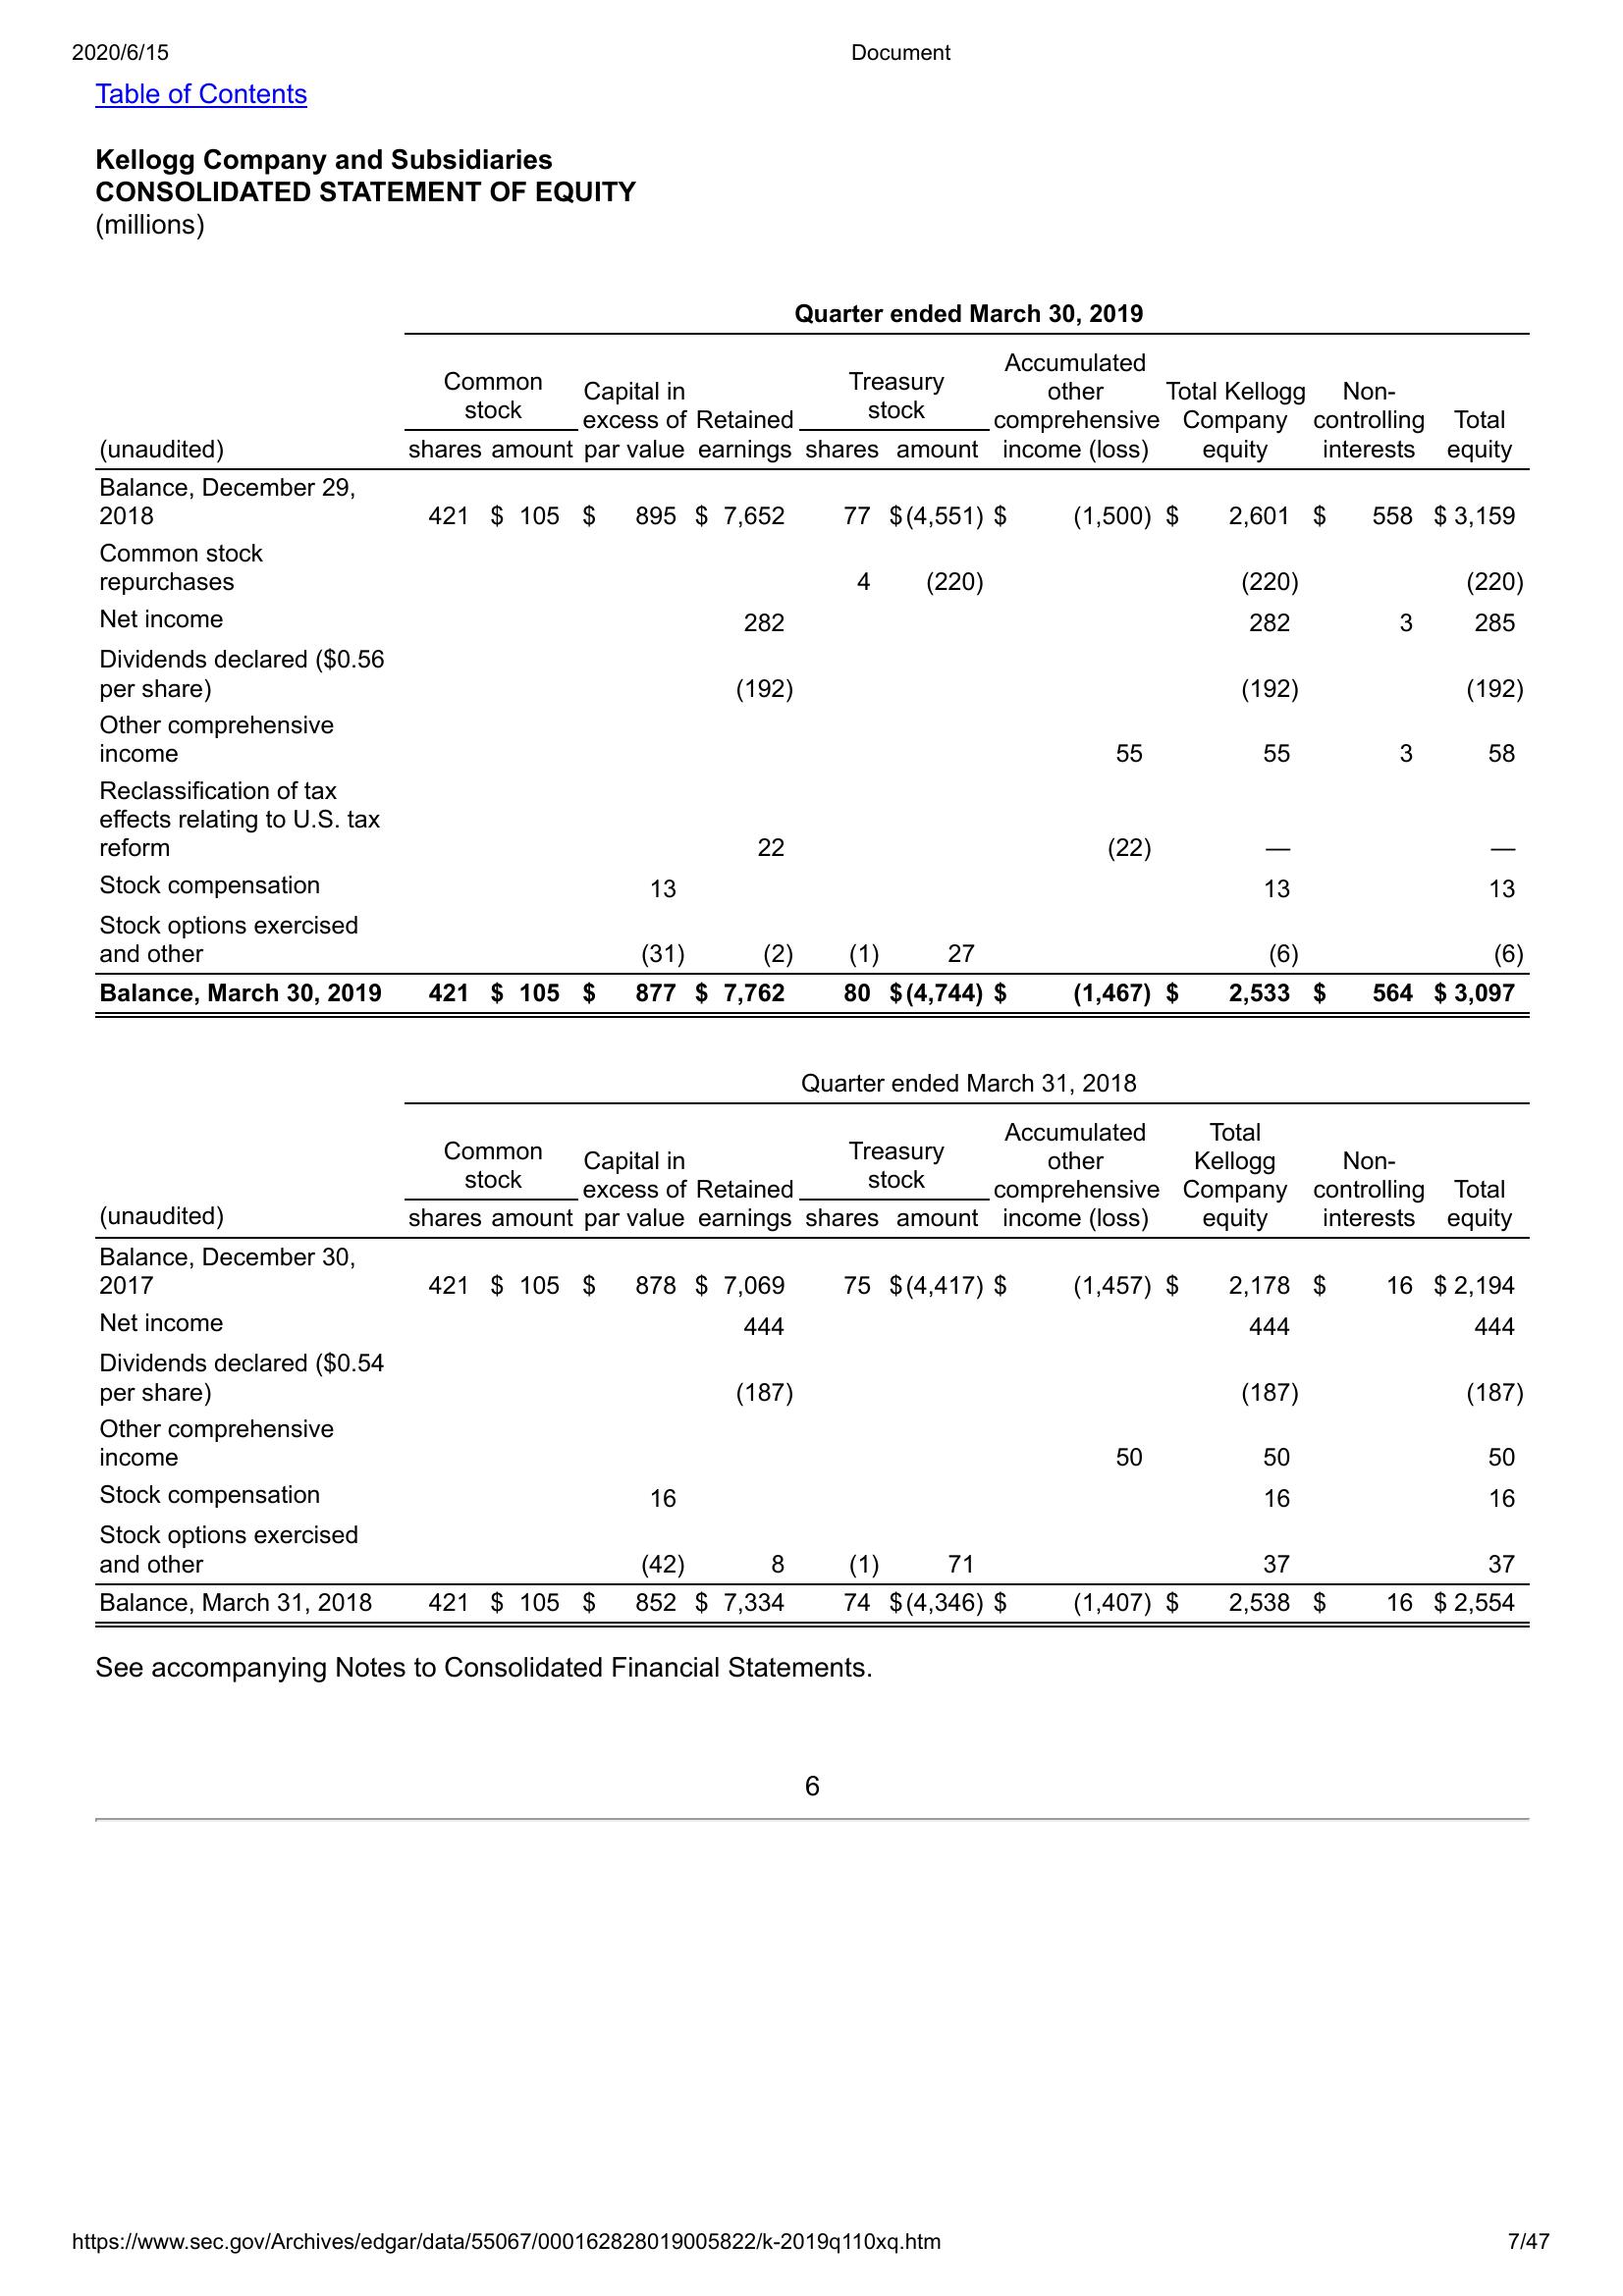 2020/6/15 Document
Table of Contents
Kellogg Company and Subsidiaries
CONSOLIDATED STATEMENT OF EQUITY
(millions)
Quarter ended March 30, 2019
Accumulated
Common Capital in Treasury other Total Kellogg Non-
stock excess of Retained stock comprehensive Company controlling Total
(unaudited) shares amount par value earnings shares amount income (loss) equity interests equity
Balance, December 29,
2018 421 $ 105 $ 895 $ 7,652 77 $(4,551) $ (1,500) $ 2,601 $ 558 $ 3,159
Common stock
repurchases 4 (220) (220) (220)
Net income 282 282 3 285
Dividends declared ($0.56
per share) (192) (192) (192)
Other comprehensive
income 55 55 3 58
Reclassification of tax
effects relating to U.S. tax
reform 22 (22) — —
Stock compensation 13 13 13
Stock options exercised
and other (31) (2) (1) 27 (6) (6)
Balance, March 30, 2019 421 $ 105 $ 877 $ 7,762 80 $(4,744) $ (1,467) $ 2,533 $ 564 $ 3,097
Quarter ended March 31, 2018
Accumulated Total
Common Capital in Treasury other Kellogg Non-
stock excess of Retained stock comprehensive Company controlling Total
(unaudited) shares amount par value earnings shares amount income (loss) equity interests equity
Balance, December 30,
2017 421 $ 105 $ 878 $ 7,069 75 $(4,417) $ (1,457) $ 2,178 $ 16 $ 2,194
Net income 444 444 444
Dividends declared ($0.54
per share) (187) (187) (187)
Other comprehensive
income 50 50 50
Stock compensation 16 16 16
Stock options exercised
and other (42) 8 (1) 71 37 37
Balance, March 31, 2018 421 $ 105 $ 852 $ 7,334 74 $(4,346) $ (1,407) $ 2,538 $ 16 $ 2,554
See accompanying Notes to Consolidated Financial Statements.
6
https://www.sec.gov/Archives/edgar/data/55067/000162828019005822/k-2019q110xq.htm 7/47